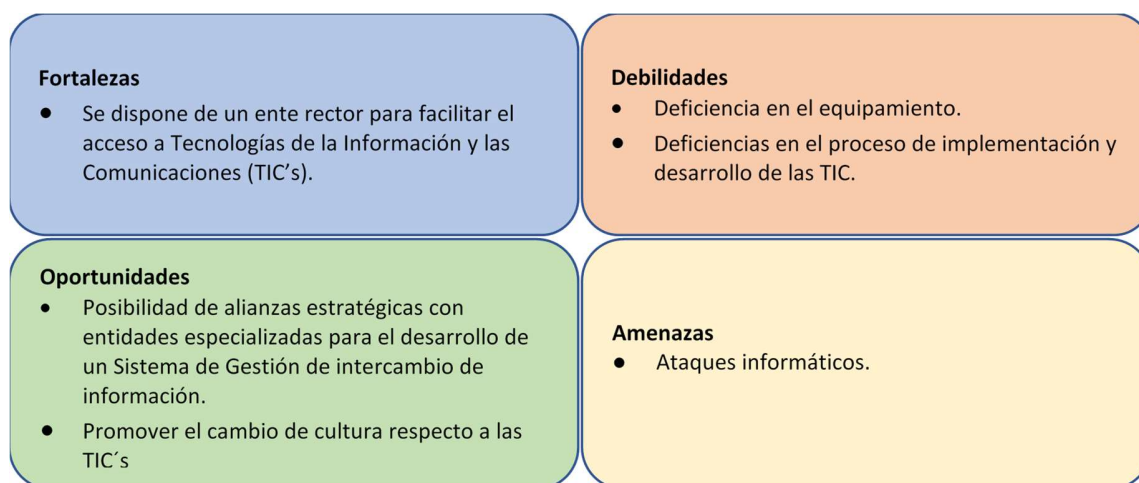 Fortalezas
● Se dispone de un ente rector para facilitar el
acceso a Tecnologías de la Información y las
Comunicaciones (TIC’s).
Debilidades
● Deficiencia en el equipamiento.
● Deficiencias en el proceso de implementación y
desarrollo de las TIC.
Oportunidades
● Posibilidad de alianzas estratégicas con
entidades especializadas para el desarrollo de
un Sistema de Gestión de intercambio de
información.
● Promover el cambio de cultura respecto a las
TIC´s
Amenazas
● Ataques informáticos.